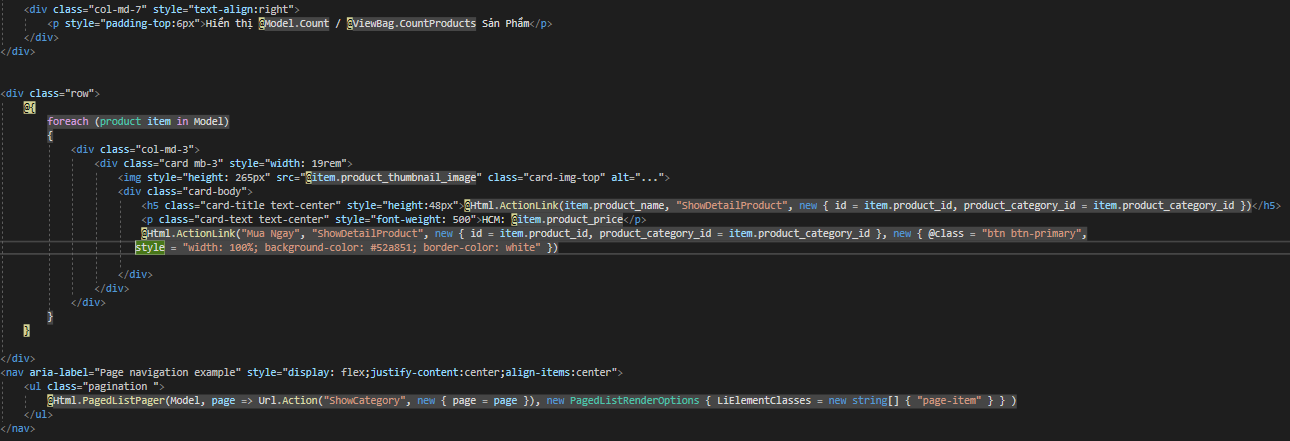 <div class="col-md-7" style="text-align:right">
<p style="padding-top:6px">Hiển thị @Model.Count / @ViewBag.CountProducts Sản Phẩm</p>
</div>
</div>
<div class="row">
@{
foreach (product item in Model)
{
<div class="col-md-3">
<div class="card mb-3" style="width: 19rem">
<img style="height: 265px" src="@item.product_thumbnail_image" class="card-img-top" alt="...">
<div class="card-body">
<h5 class="card-title text-center" style="height:48px">@Html.ActionLink(item.product_name, "ShowDetailProduct", new { id = item.product_id, product_category_id = item.product_category_id })</h5>
<p class="card-text text-center" style="font-weight: 500">HCM: @item.product_price</p>
@Html.ActionLink("Mua Ngay", "ShowDetailProduct", new { id = item.product_id, product_category_id = item.product_category_id }, new { @class = "btn btn-primary",
style = "width: 100%; background-color: #52a851; border-color: white" })
</div>
</div>
</div>
}
}
</div>
<nav aria-label="Page navigation example" style="display: flex;justify-content:center;align-items:center">
<ul class="pagination ">
@Html.PagedListPager(Model, page => Url.Action("ShowCategory", new { page = page }), new PagedListRenderOptions { LiElementClasses = new string[] { "page-item" } } )
</ul>
</nav>